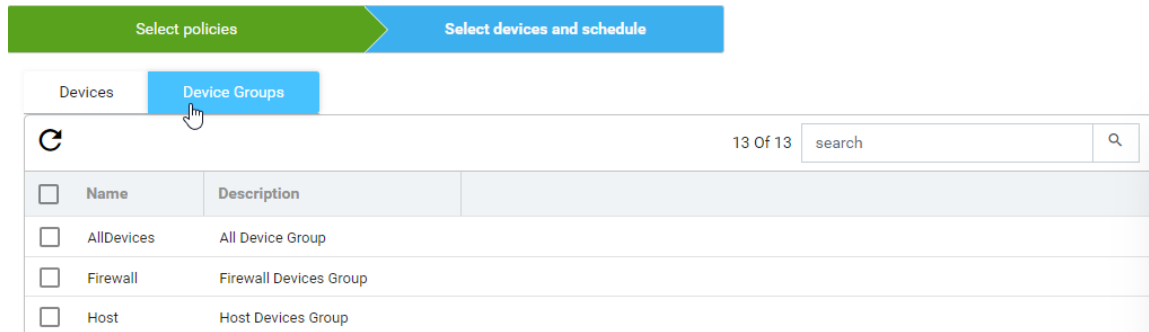 Select policies Select devices and schedule
Devices Device Groups
13 Of 13 search
Name Description
AllDevices All Device Group
Firewall Firewall Devices Group
Host Host Devices Group